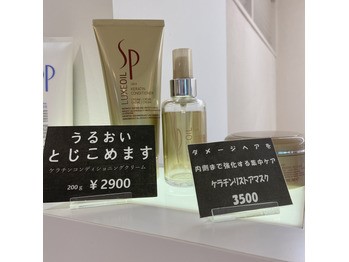 SP
LUXEOIL
KERATIN
CONDITIONING
うるおい
とじこめます
ケラチンコンディショニングクリーム
200g ¥2900
ダメージヘアを
内側まで強化する集中ケア
ケラチンリストアマスク
3500